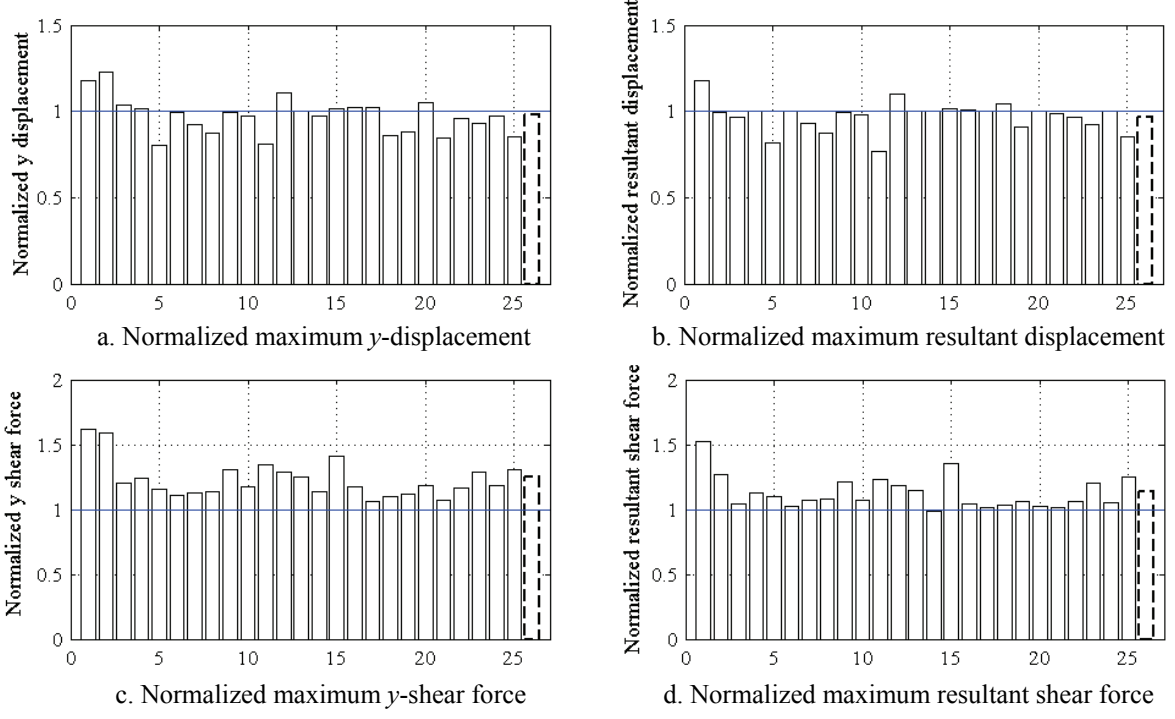 Normalized y displacement
1.5
1
0.5
0
0 5 10 15 20 25
a. Normalized maximum y-displacement
Normalized resultant displacement
1.5
1
0.5
0
0 5 10 15 20 25
b. Normalized maximum resultant displacement
Normalized y shear force
2
1.5
1
0.5
0
0 5 10 15 20 25
c. Normalized maximum y-shear force
Normalized resultant shear force
2
1.5
1
0.5
0
0 5 10 15 20 25
d. Normalized maximum resultant shear force